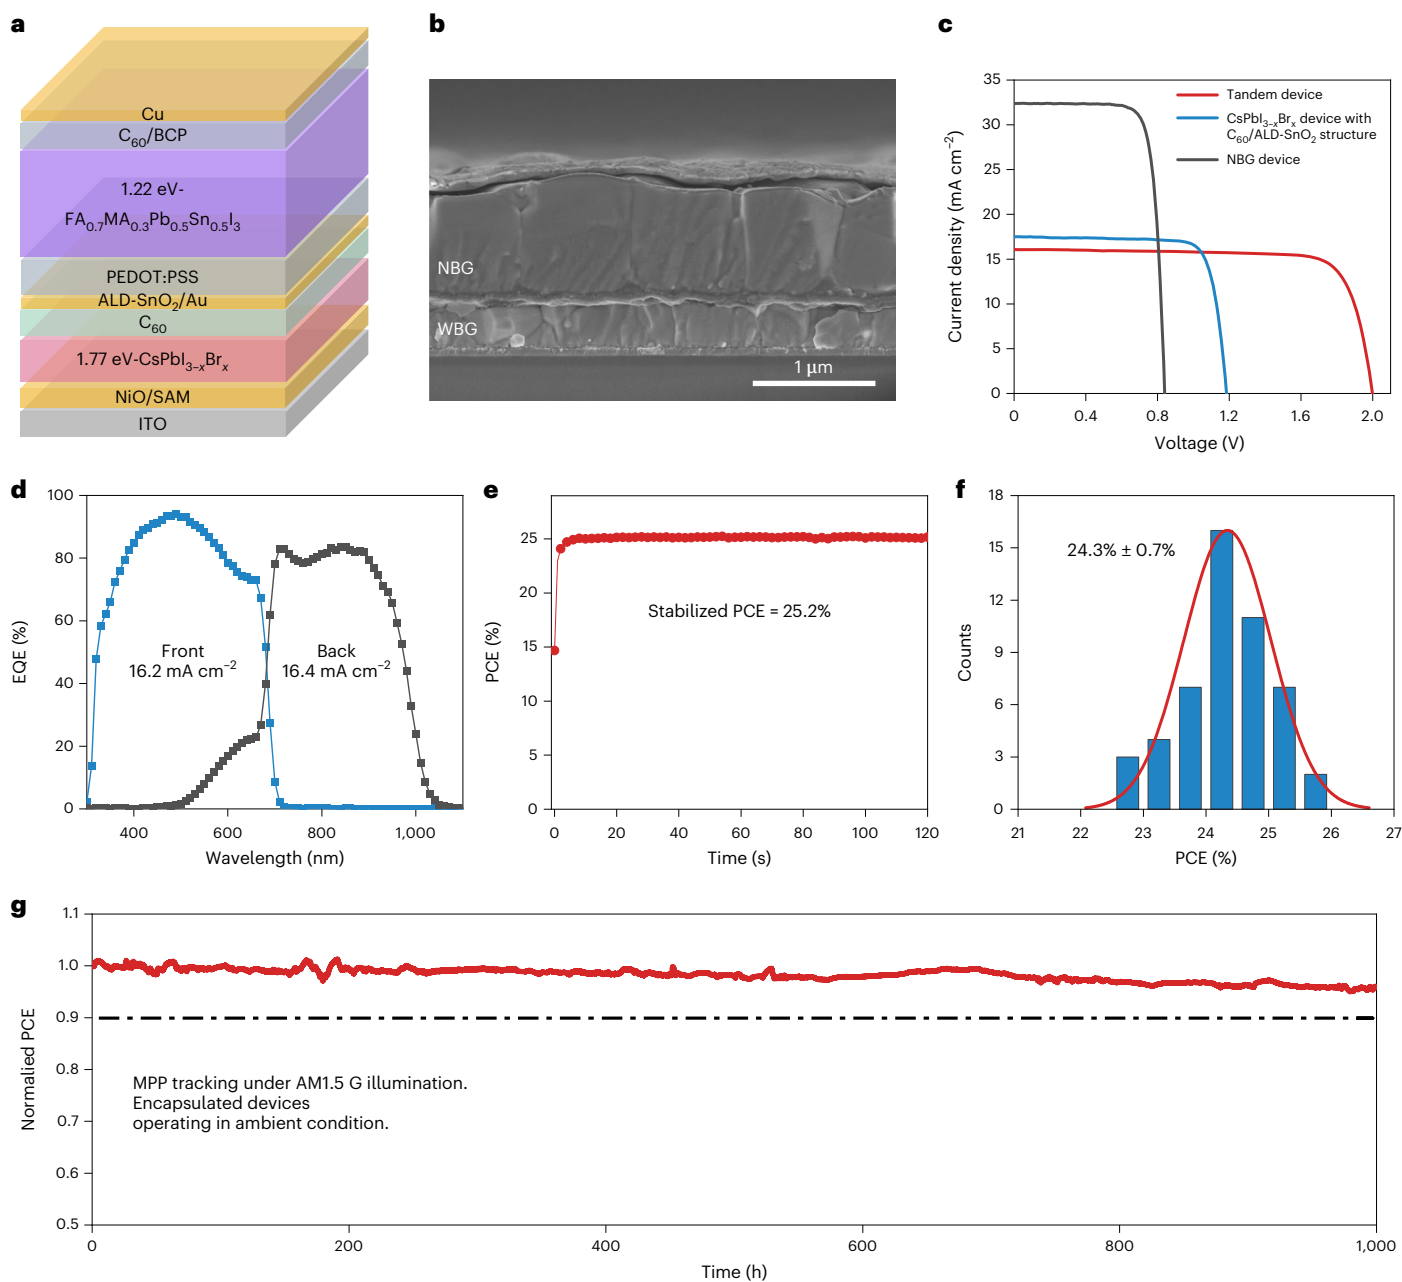 a
Cu
C60/BCP
1.22 eV-
FA0.7MA0.3Pb0.5Sn0.5I3
PEDOT:PSS
ALD-SnO2/Au
C60
1.77 eV-CsPbI3–xBrx
NiO/SAM
ITO
b
NBG
WBG
1 μm
c
35
30
25
20
15
10
5
0
Current density (mA cm−2)
Tandem device
CsPbI3–xBrx device with
C60/ALD-SnO2 structure
NBG device
0 0.4 0.8 1.2 1.6 2.0
Voltage (V)
d
100
80
60
40
20
0
EQE (%)
Front
16.2 mA cm−2
Back
16.4 mA cm−2
400 600 800 1,000
Wavelength (nm)
e
25
20
15
10
5
0
PCE (%)
Stabilized PCE = 25.2%
0 20 40 60 80 100 120
Time (s)
f
18
15
12
9
6
3
0
Counts
24.3% ± 0.7%
21 22 23 24 25 26 27
PCE (%)
g
1.1
1.0
0.9
0.8
0.7
0.6
0.5
Normalied PCE
MPP tracking under AM1.5 G illumination.
Encapsulated devices
operating in ambient condition.
0 200 400 600 800 1,000
Time (h)